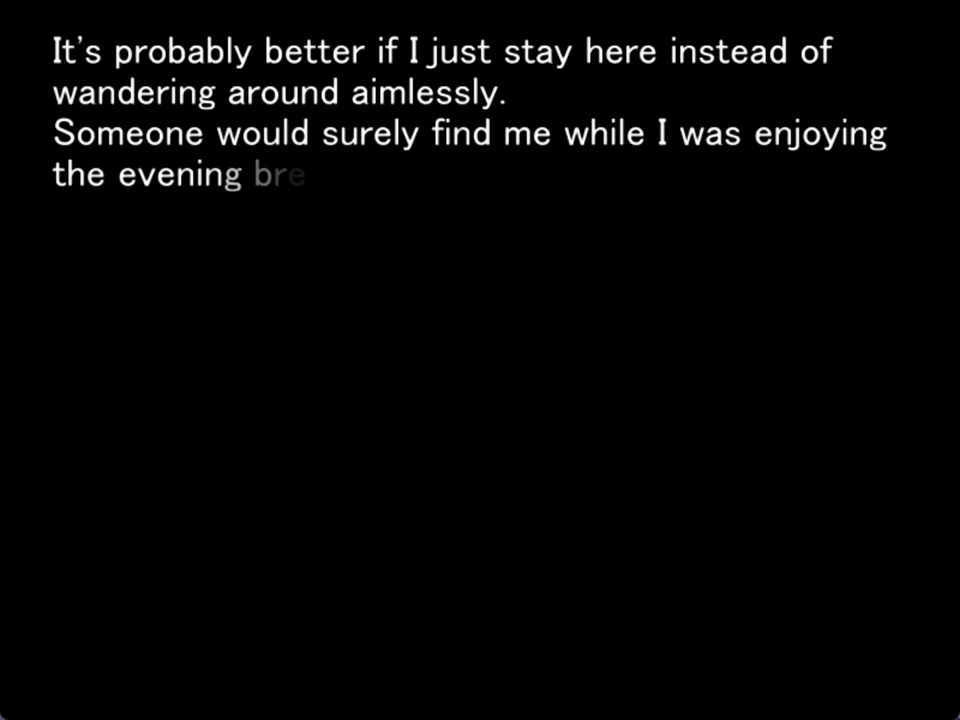 It's probably better if I just stay here instead of
wandering around aimlessly.
Someone would surely find me while I was enjoying
the evening bre